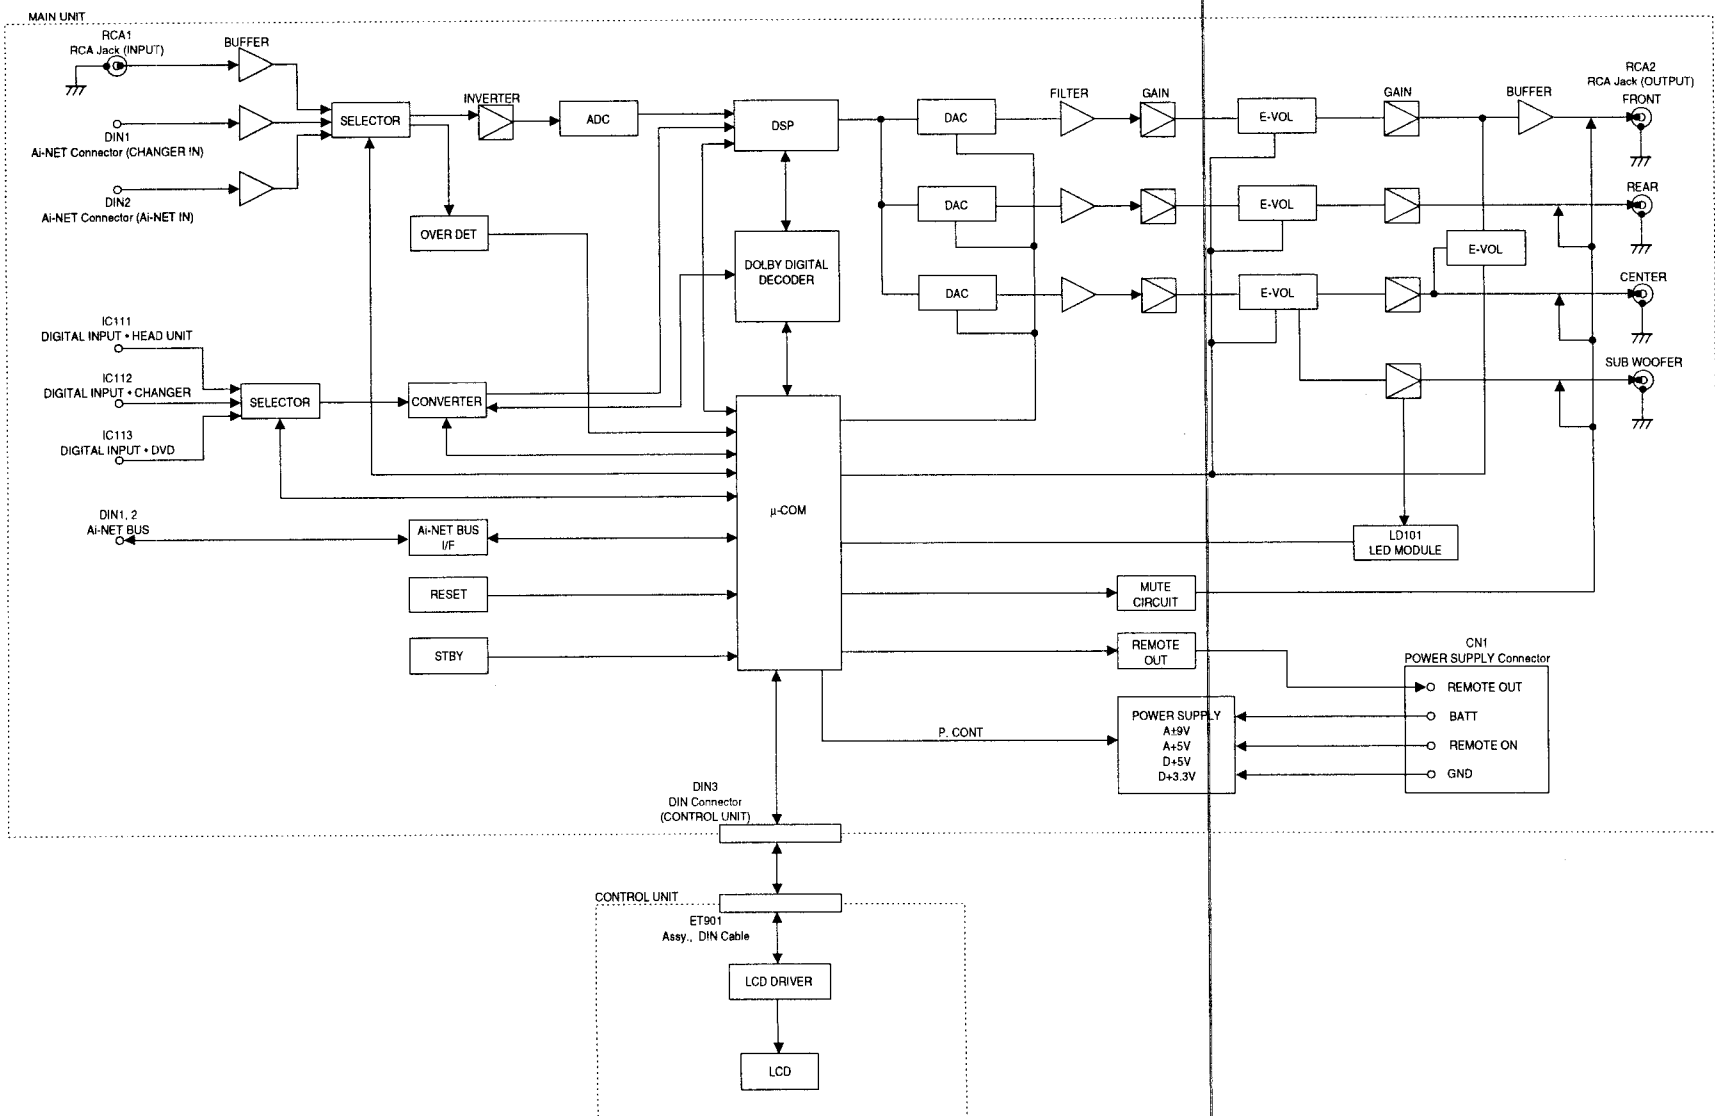 MAIN UNIT
RCA1
RCA Jack (INPUT)
BUFFER
DIN1
Ai-NET Connector (CHANGER IN)
DIN2
Ai-NET Connector (Ai-NET IN)
SELECTOR
INVERTER
ADC
OVER DET
DSP
DOLBY DIGITAL
DECODER
DAC
DAC
DAC
FILTER
GAIN
E-VOL
E-VOL
E-VOL
GAIN
BUFFER
E-VOL
RCA2
RCA Jack (OUTPUT)
FRONT
REAR
CENTER
SUB WOOFER
IC111
DIGITAL INPUT • HEAD UNIT
IC112
DIGITAL INPUT • CHANGER
IC113
DIGITAL INPUT • DVD
SELECTOR
CONVERTER
DIN1, 2
Ai-NET BUS
Ai-NET BUS
I/F
RESET
STBY
µ-COM
LD101
LED MODULE
MUTE
CIRCUIT
REMOTE
OUT
P. CONT
POWER SUPPLY
A±9V
A+5V
D+5V
D+3.3V
CN1
POWER SUPPLY Connector
REMOTE OUT
BATT
REMOTE ON
GND
DIN3
DIN Connector
(CONTROL UNIT)
CONTROL UNIT
ET901
Assy., DIN Cable
LCD DRIVER
LCD